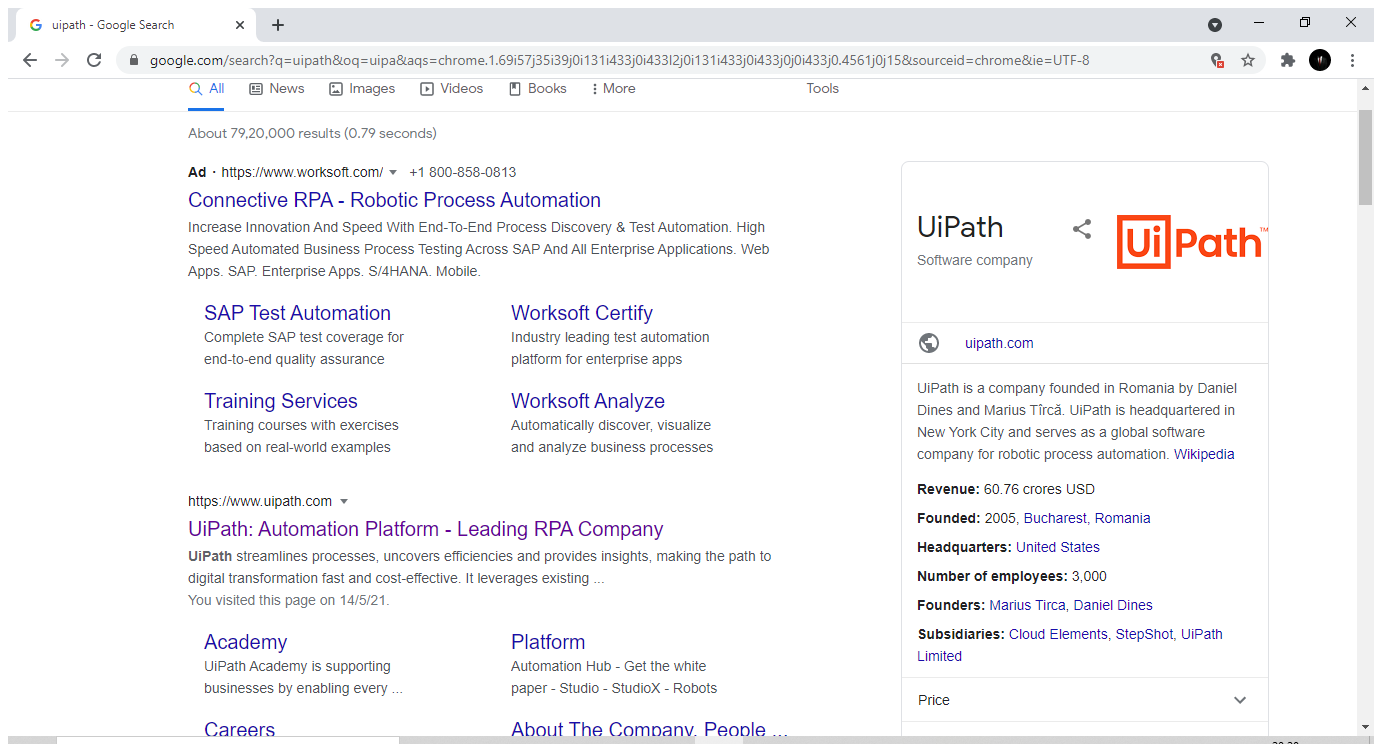 uipath - Google Search
google.com/search?q=uipath&oq=uipa&aqs=chrome.1.69i57j35i39j0i131i433j0i433l2j0i131i433j0i433j0j0i433j0.4561j0j15&sourceid=chrome&ie=UTF-8
All News Images Videos Books More Tools
About 79,20,000 results (0.79 seconds)
Ad · https://www.worksoft.com/ +1 800-858-0813
Connective RPA - Robotic Process Automation
Increase Innovation And Speed With End-To-End Process Discovery & Test Automation. High
Speed Automated Business Process Testing Across SAP And All Enterprise Applications. Web
Apps. SAP. Enterprise Apps. S/4HANA. Mobile.
SAP Test Automation
Complete SAP test coverage for
end-to-end quality assurance
Worksoft Certify
Industry leading test automation
platform for enterprise apps
Training Services
Training courses with exercises
based on real-world examples
Worksoft Analyze
Automatically discover, visualize
and analyze business processes
https://www.uipath.com
UiPath: Automation Platform - Leading RPA Company
UiPath streamlines processes, uncovers efficiencies and provides insights, making the path to
digital transformation fast and cost-effective. It leverages existing ...
You visited this page on 14/5/21.
Academy
UiPath Academy is supporting
businesses by enabling every ...
Platform
Automation Hub - Get the white
paper - Studio - StudioX - Robots
Careers
About The Company, People ...
UiPath
Software company
UiPath™
uipath.com
UiPath is a company founded in Romania by Daniel
Dines and Marius Tîrcă. UiPath is headquartered in
New York City and serves as a global software
company for robotic process automation. Wikipedia
Revenue: 60.76 crores USD
Founded: 2005, Bucharest, Romania
Headquarters: United States
Number of employees: 3,000
Founders: Marius Tirca, Daniel Dines
Subsidiaries: Cloud Elements, StepShot, UiPath
Limited
Price